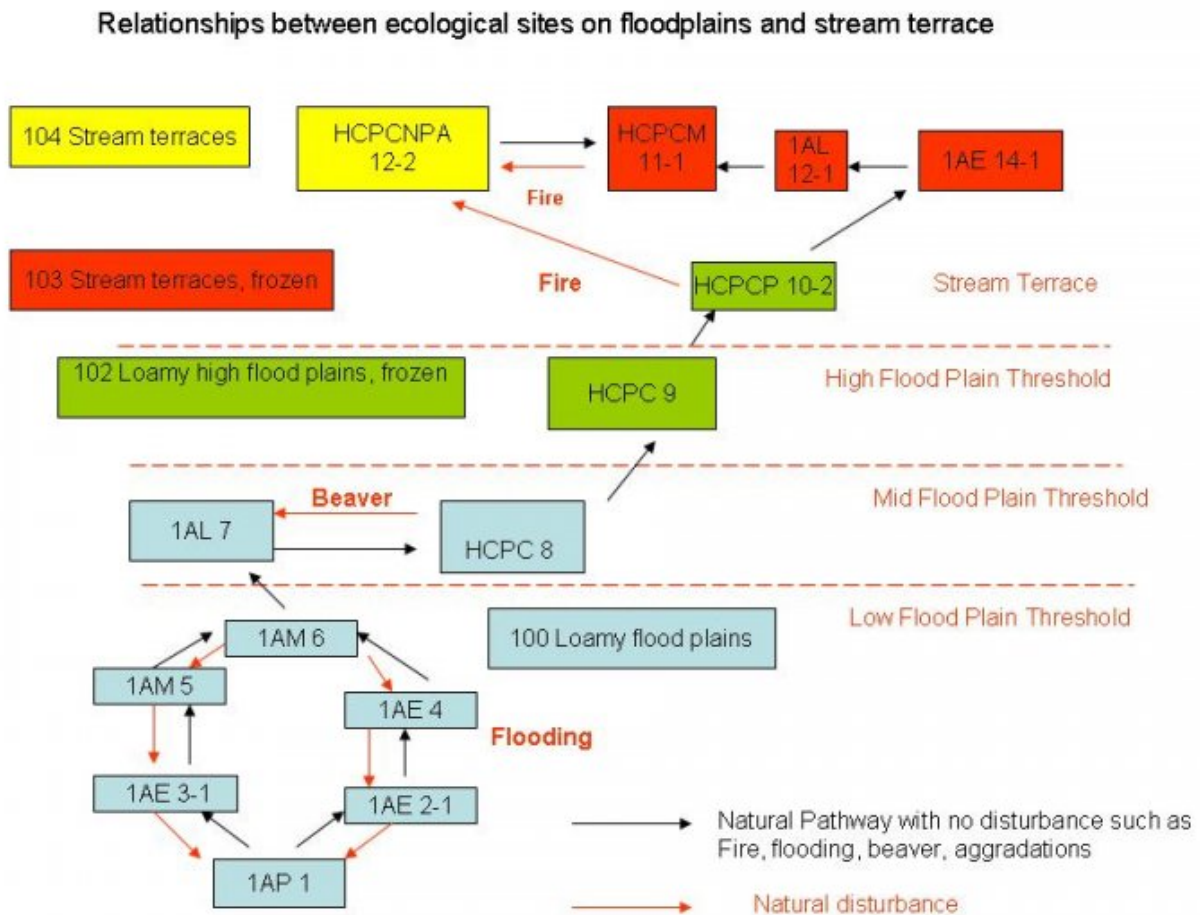 Relationships between ecological sites on floodplains and stream terrace
104 Stream terraces
HCPCNPA
12-2
HCPCM
11-1
1AL
12-1
1AE 14-1
Fire
103 Stream terraces, frozen
Fire
HCPCP 10-2
Stream Terrace
102 Loamy high flood plains, frozen
HCPC 9
High Flood Plain Threshold
Beaver
Mid Flood Plain Threshold
1AL 7
HCPC 8
Low Flood Plain Threshold
1AM 6
100 Loamy flood plains
1AM 5
1AE 4
Flooding
1AE 3-1
1AE 2-1
1AP 1
Natural Pathway with no disturbance such as
Fire, flooding, beaver, aggradations
Natural disturbance